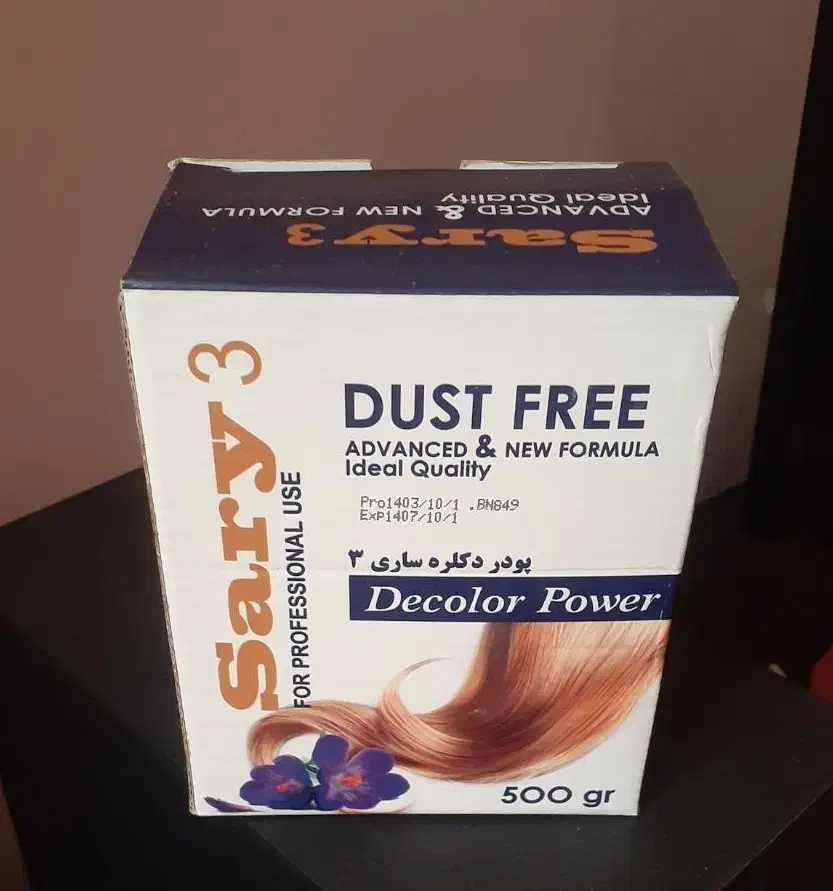 ADVANCED & NEW FORMULA
Ideal Quality
Sary 3
Sary 3
FOR PROFESSIONAL USE
DUST FREE
ADVANCED & NEW FORMULA
Ideal Quality
Pro1403/10/1 .BN849
Exp1407/10/1
پودر دکلره ساری ۳
Decolor Power
500 gr